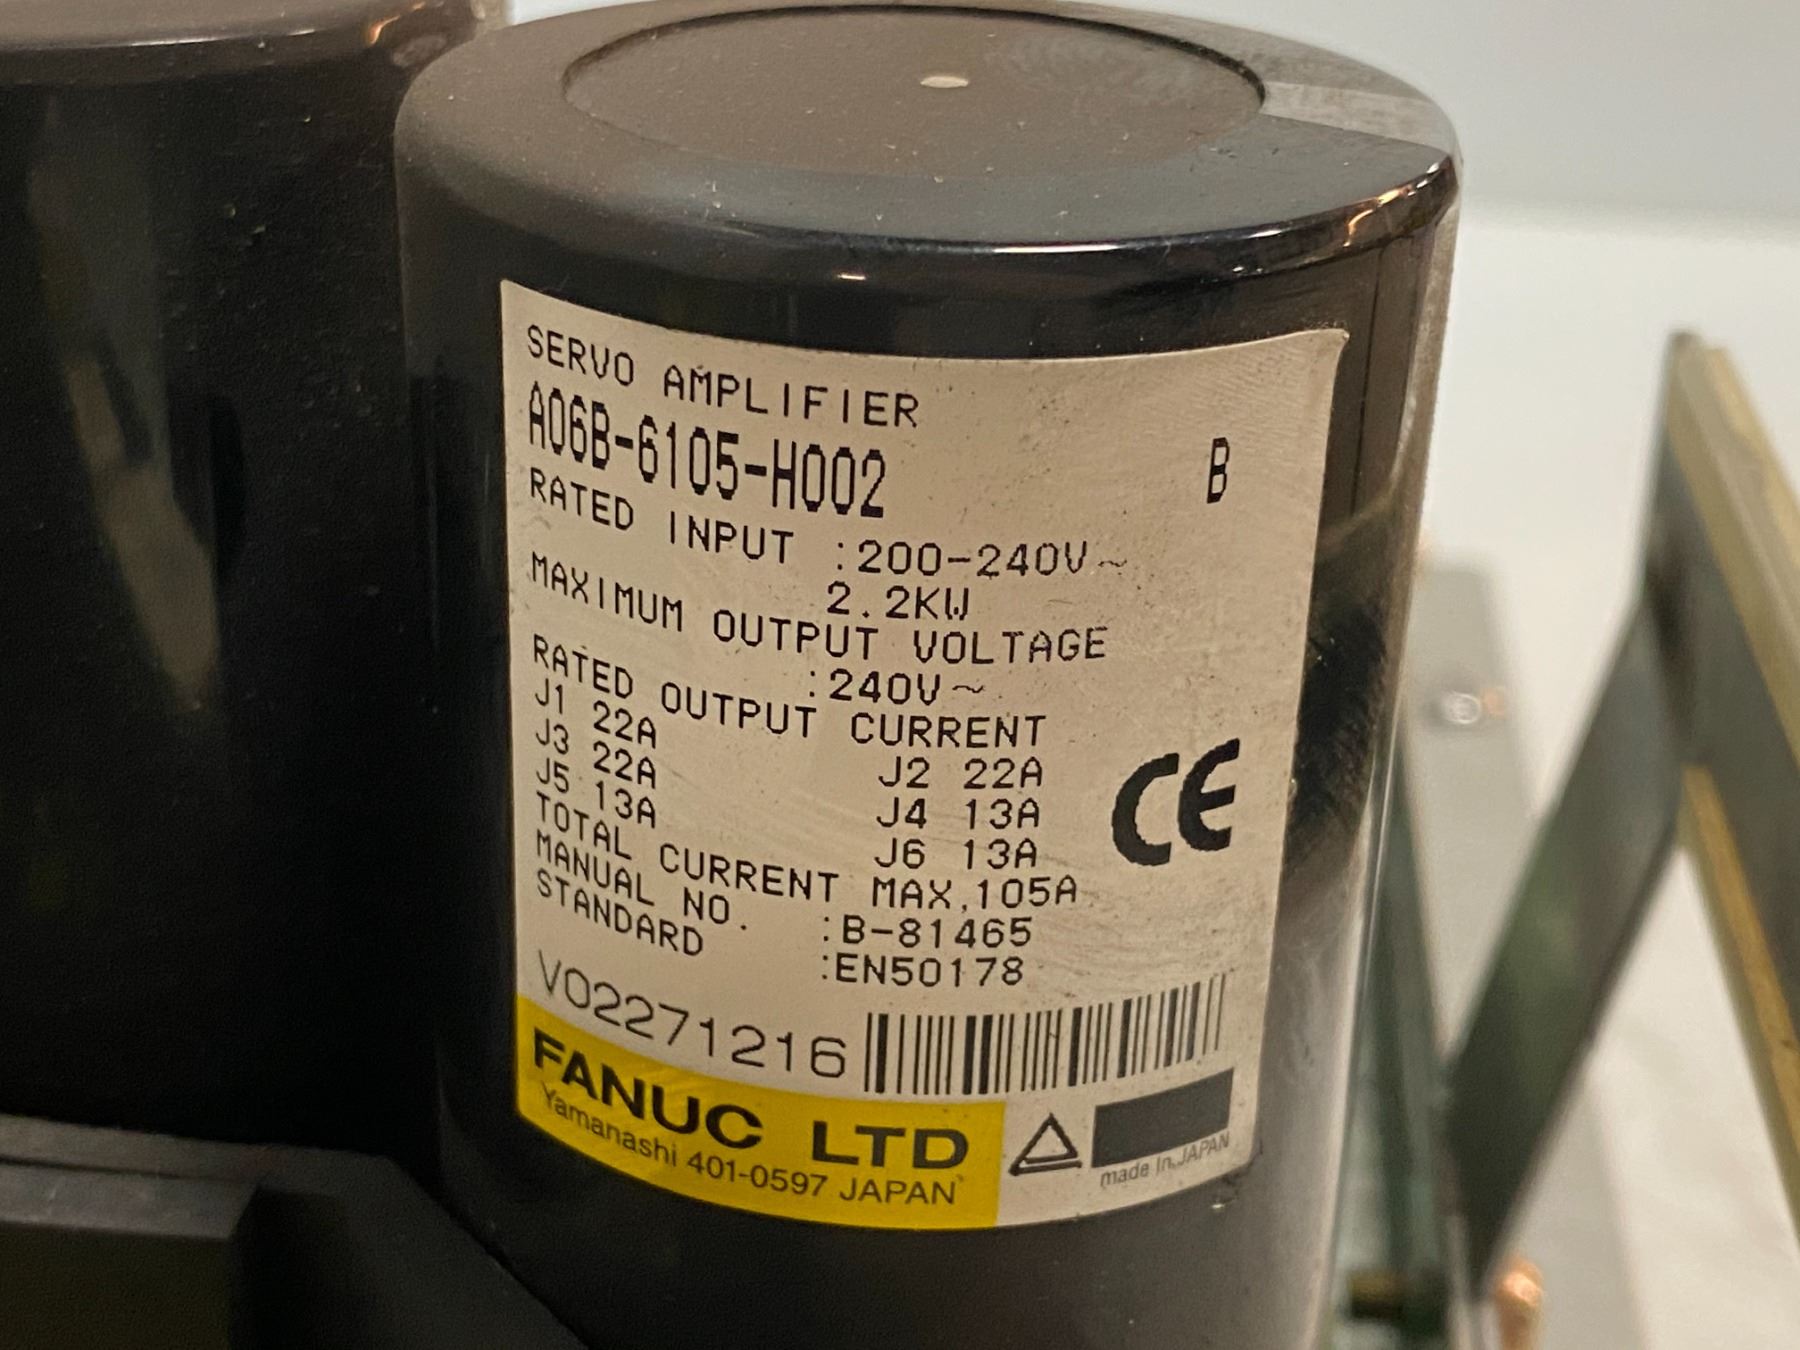 SERVO AMPLIFIER
A06B-6105-H002 B
RATED INPUT :200-240V~
2.2KW
MAXIMUM OUTPUT VOLTAGE
:240V~
RATED OUTPUT CURRENT
J1 22A J2 22A
J3 22A J4 13A
J5 13A J6 13A
TOTAL CURRENT MAX.105A
MANUAL NO. :B-81465
STANDARD :EN50178
CE
V02271216
FANUC LTD
Yamanashi 401-0597 JAPAN
made in JAPAN